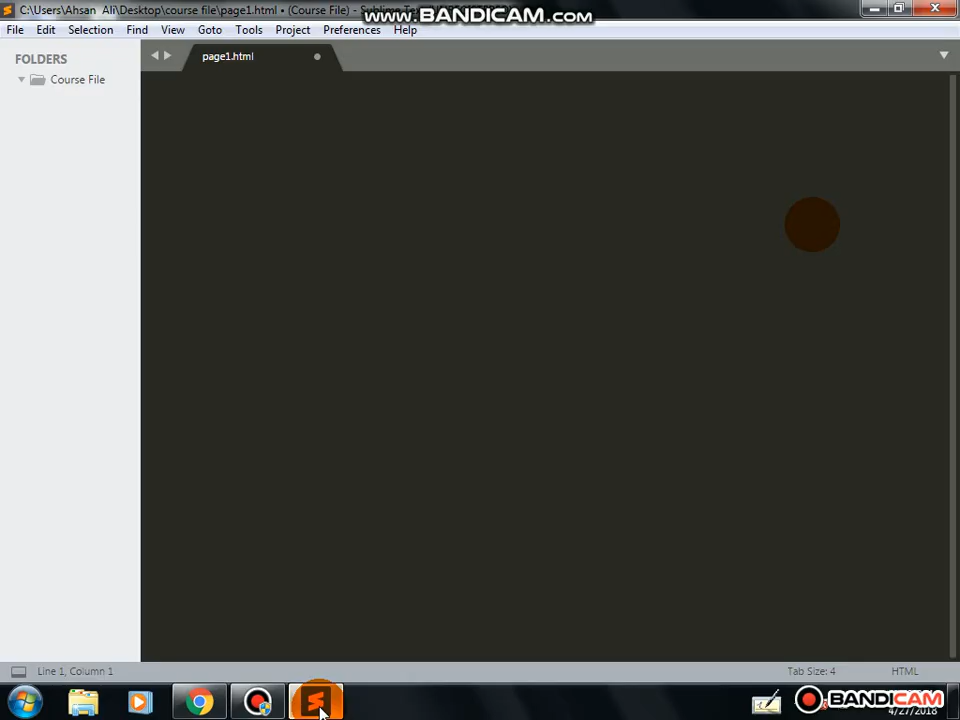 C:\Users\Ahsan Ali\Desktop\course file\page1.html • (Course File) - Sublime Te
WWW.BANDICAM.COM
File Edit Selection Find View Goto Tools Project Preferences Help
FOLDERS
page1.html
Course File
Line 1, Column 1
Tab Size: 4
HTML
BANDICAM
4/27/2018